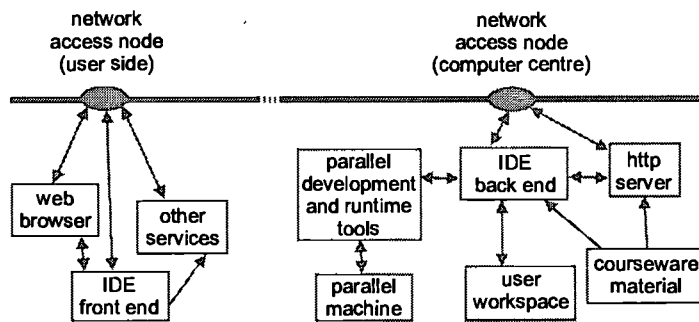 network
access node
(user side)
network
access node
(computer centre)
web
browser
other
services
IDE
front end
parallel
development
and runtime
tools
IDE
back end
http
server
parallel
machine
user
workspace
courseware
material